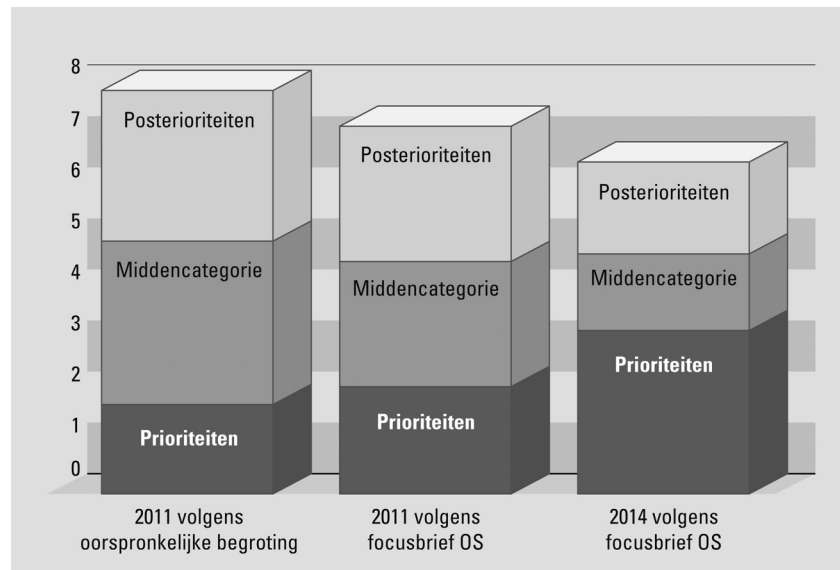 8
7
6
5
4
3
2
1
0
Posterioriteiten
Middencategorie
Prioriteiten
Posterioriteiten
Middencategorie
Prioriteiten
Posterioriteiten
Middencategorie
Prioriteiten
2011 volgens
oorspronkelijke begroting
2011 volgens
focusbrief OS
2014 volgens
focusbrief OS